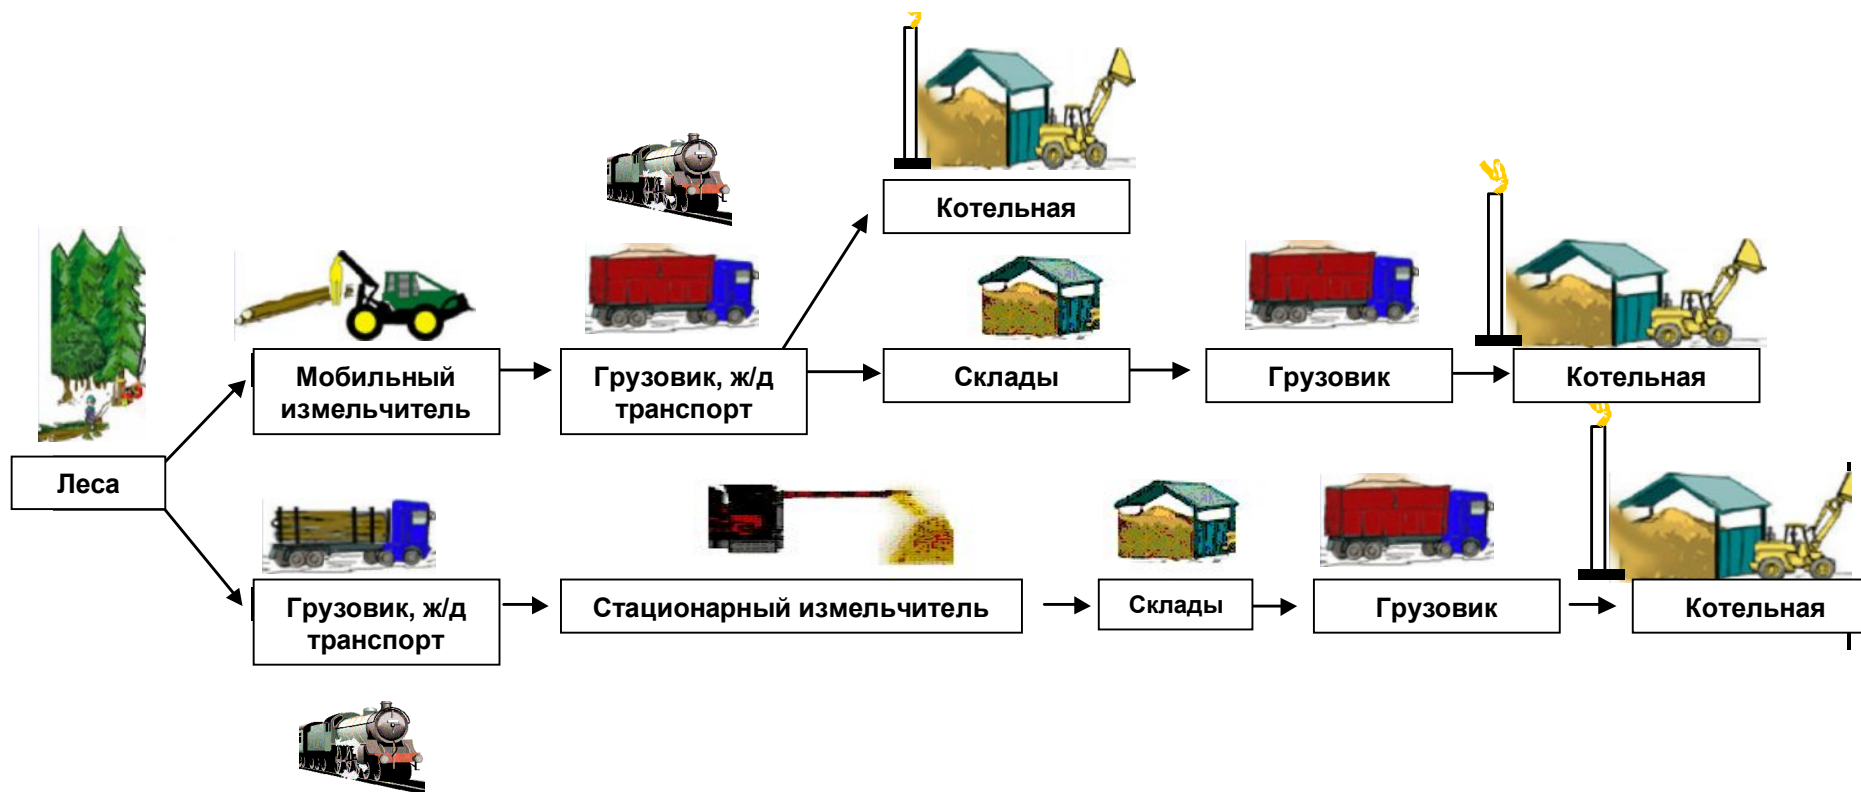 Котельная
Мобильный
измельчитель
Грузовик, ж/д
транспорт
Склады
Грузовик
Котельная
Леса
Грузовик, ж/д
транспорт
Стационарный измельчитель
Склады
Грузовик
Котельная